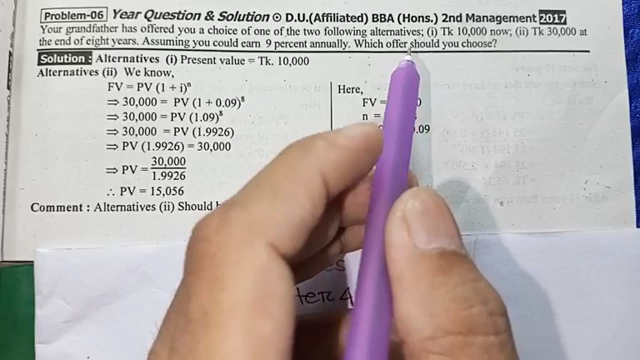 Problem-06 Year Question & Solution ⊙ D.U.(Affiliated) BBA (Hons.) 2nd Management 2017
Your grandfather has offered you a choice of one of the two following alternatives; (i) Tk 10,000 now; (ii) Tk 30,000 at
the end of eight years. Assuming you could earn 9 percent annually. Which offer should you choose?
Solution : Alternatives (i) Present value = Tk. 10,000
Alternatives (ii) We know,
FV = PV (1 + i)ⁿ
⇒ 30,000 = PV (1 + 0.09)⁸
⇒ 30,000 = PV (1.09)⁸
⇒ 30,000 = PV (1.9926)
⇒ PV (1.9926) = 30,000
⇒ PV = 30,000
1.9926
∴ PV = 15,056
Here,
FV =
n =
.09
Comment : Alternatives (ii) Should